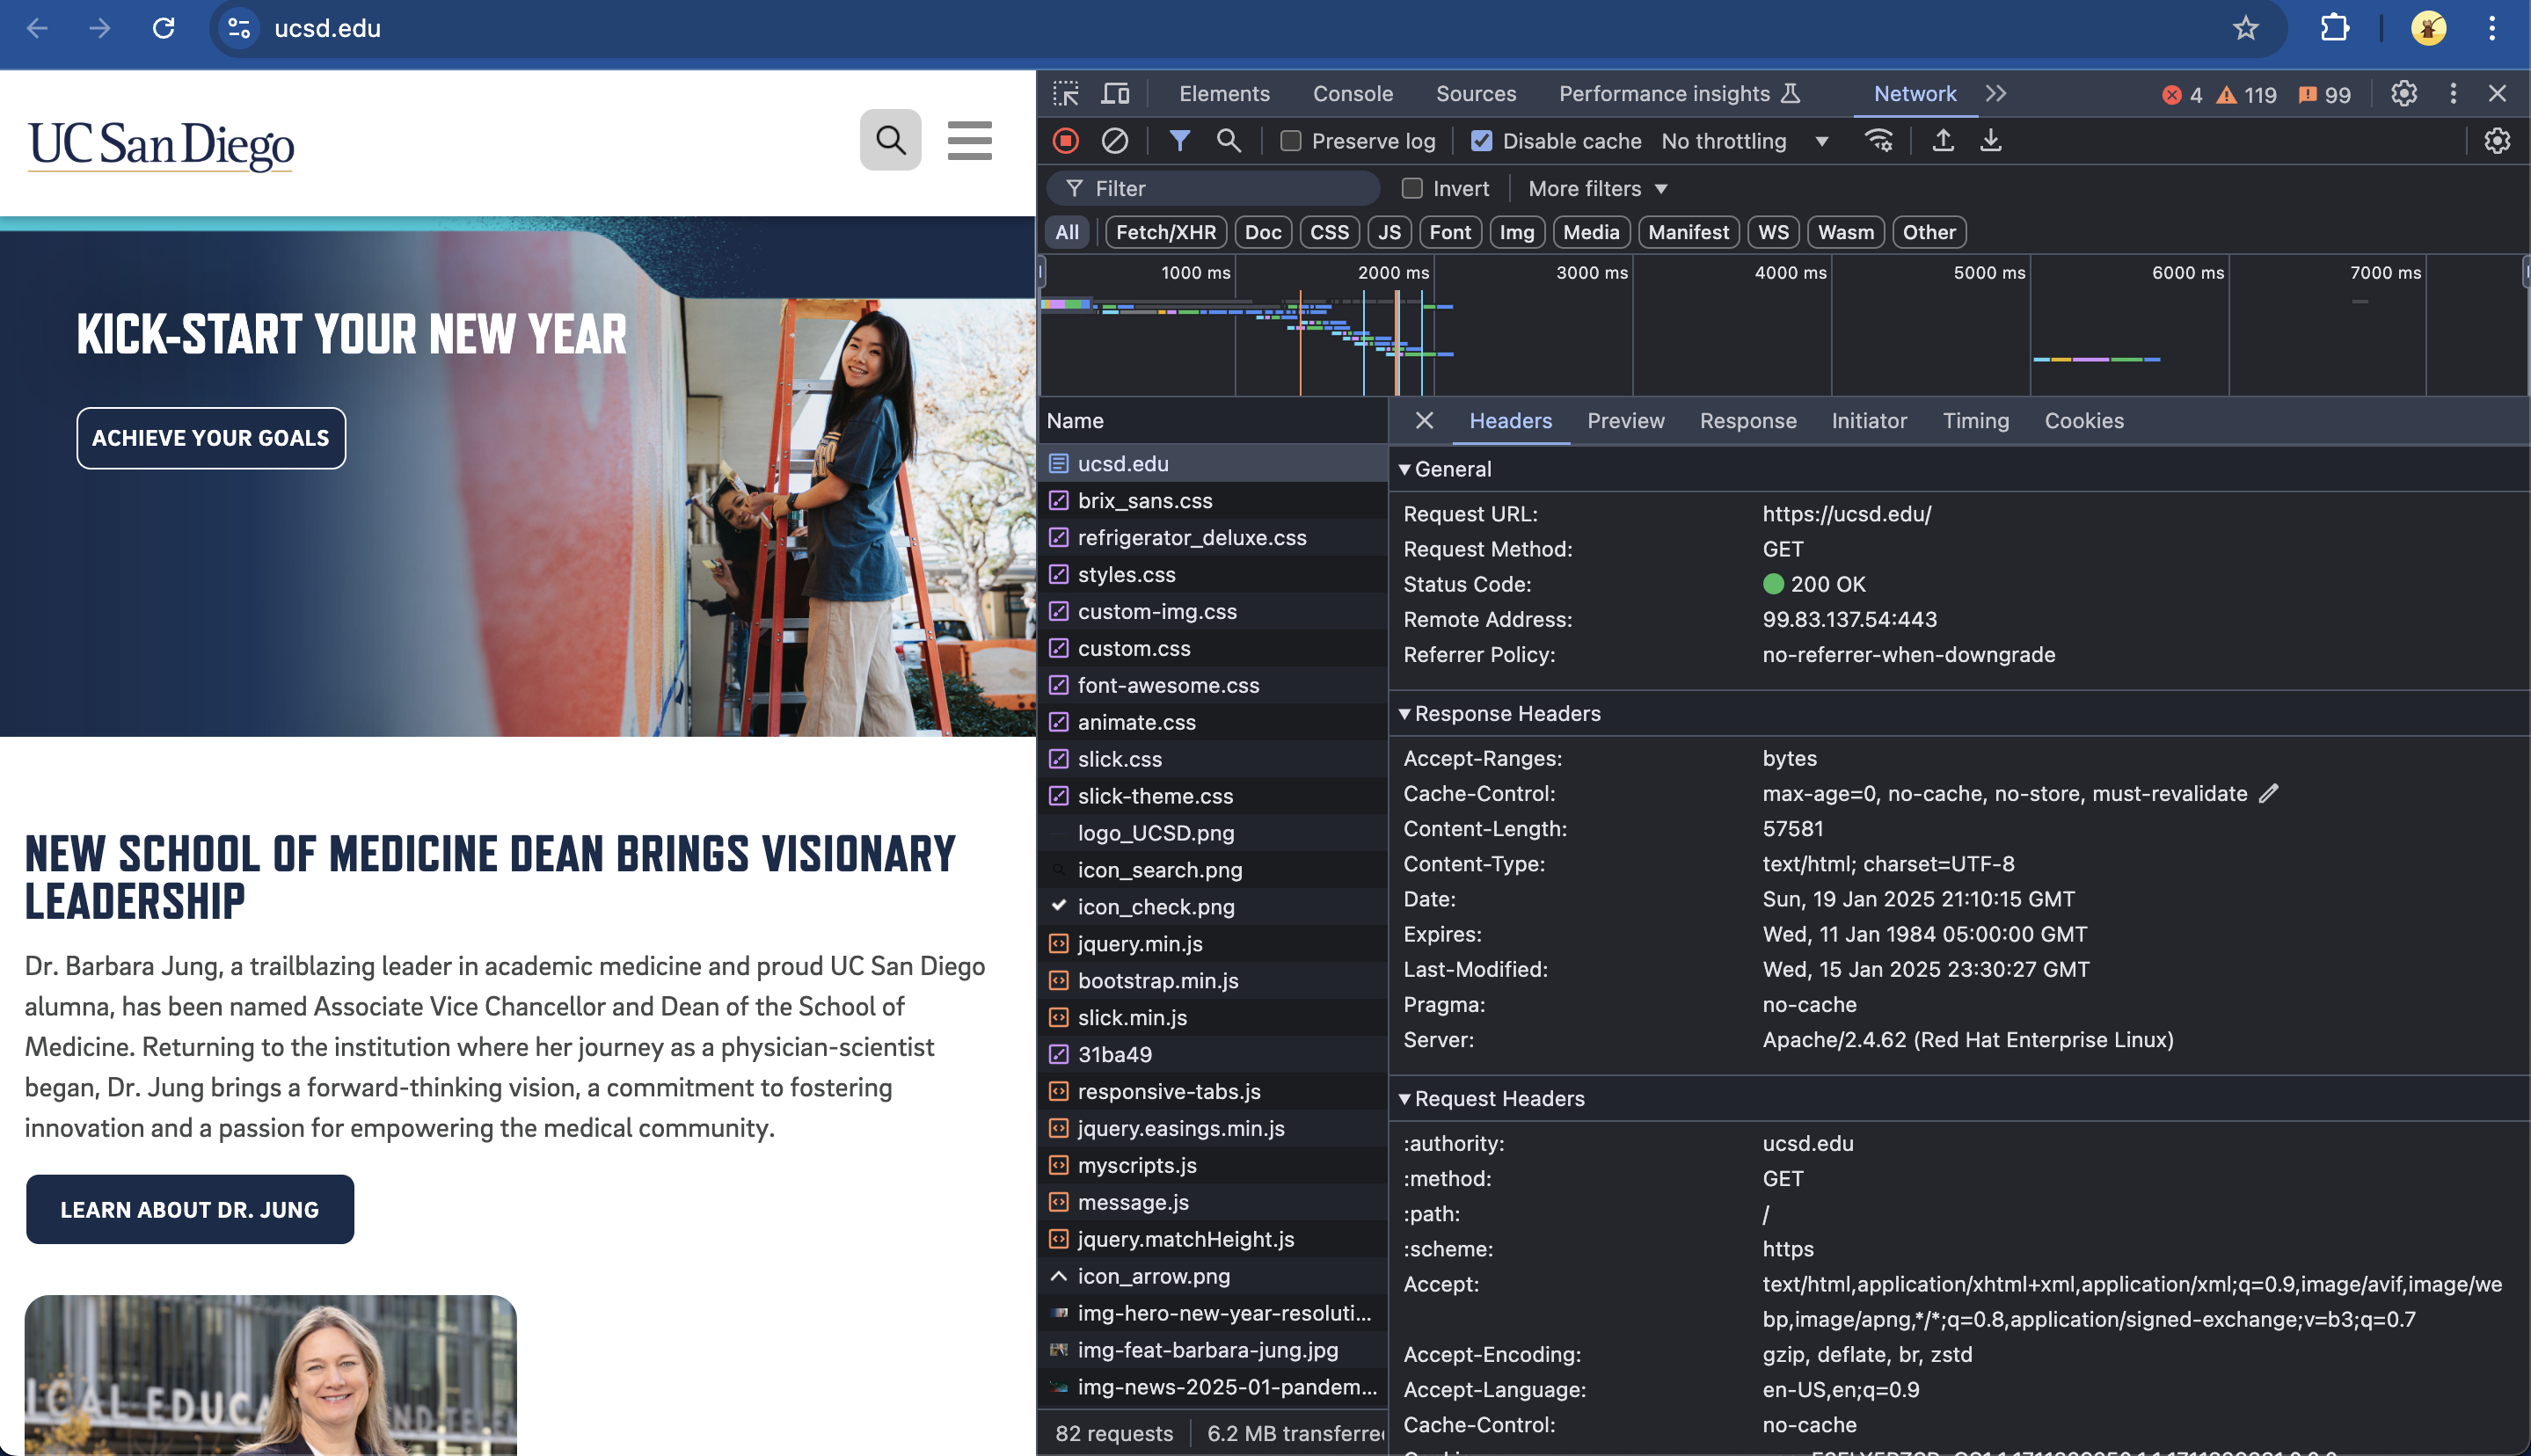 ucsd.edu
UC San Diego
KICK-START YOUR NEW YEAR
ACHIEVE YOUR GOALS
NEW SCHOOL OF MEDICINE DEAN BRINGS VISIONARY
LEADERSHIP
Dr. Barbara Jung, a trailblazing leader in academic medicine and proud UC San Diego
alumna, has been named Associate Vice Chancellor and Dean of the School of
Medicine. Returning to the institution where her journey as a physician-scientist
began, Dr. Jung brings a forward-thinking vision, a commitment to fostering
innovation and a passion for empowering the medical community.
LEARN ABOUT DR. JUNG
Elements Console Sources Performance insights Network 4 119 99
Preserve log Disable cache No throttling
Filter Invert More filters
All Fetch/XHR Doc CSS JS Font Img Media Manifest WS Wasm Other
1000 ms 2000 ms 3000 ms 4000 ms 5000 ms 6000 ms 7000 ms
Name
ucsd.edu
brix_sans.css
refrigerator_deluxe.css
styles.css
custom-img.css
custom.css
font-awesome.css
animate.css
slick.css
slick-theme.css
logo_UCSD.png
icon_search.png
icon_check.png
jquery.min.js
bootstrap.min.js
slick.min.js
31ba49
responsive-tabs.js
jquery.easings.min.js
myscripts.js
message.js
jquery.matchHeight.js
icon_arrow.png
img-hero-new-year-resoluti...
img-feat-barbara-jung.jpg
img-news-2025-01-pandem...
82 requests 6.2 MB transferre
Headers Preview Response Initiator Timing Cookies
General
Request URL: https://ucsd.edu/
Request Method: GET
Status Code: 200 OK
Remote Address: 99.83.137.54:443
Referrer Policy: no-referrer-when-downgrade
Response Headers
Accept-Ranges: bytes
Cache-Control: max-age=0, no-cache, no-store, must-revalidate
Content-Length: 57581
Content-Type: text/html; charset=UTF-8
Date: Sun, 19 Jan 2025 21:10:15 GMT
Expires: Wed, 11 Jan 1984 05:00:00 GMT
Last-Modified: Wed, 15 Jan 2025 23:30:27 GMT
Pragma: no-cache
Server: Apache/2.4.62 (Red Hat Enterprise Linux)
Request Headers
:authority: ucsd.edu
:method: GET
:path: /
:scheme: https
Accept: text/html,application/xhtml+xml,application/xml;q=0.9,image/avif,image/we
bp,image/apng,*/*;q=0.8,application/signed-exchange;v=b3;q=0.7
Accept-Encoding: gzip, deflate, br, zstd
Accept-Language: en-US,en;q=0.9
Cache-Control: no-cache